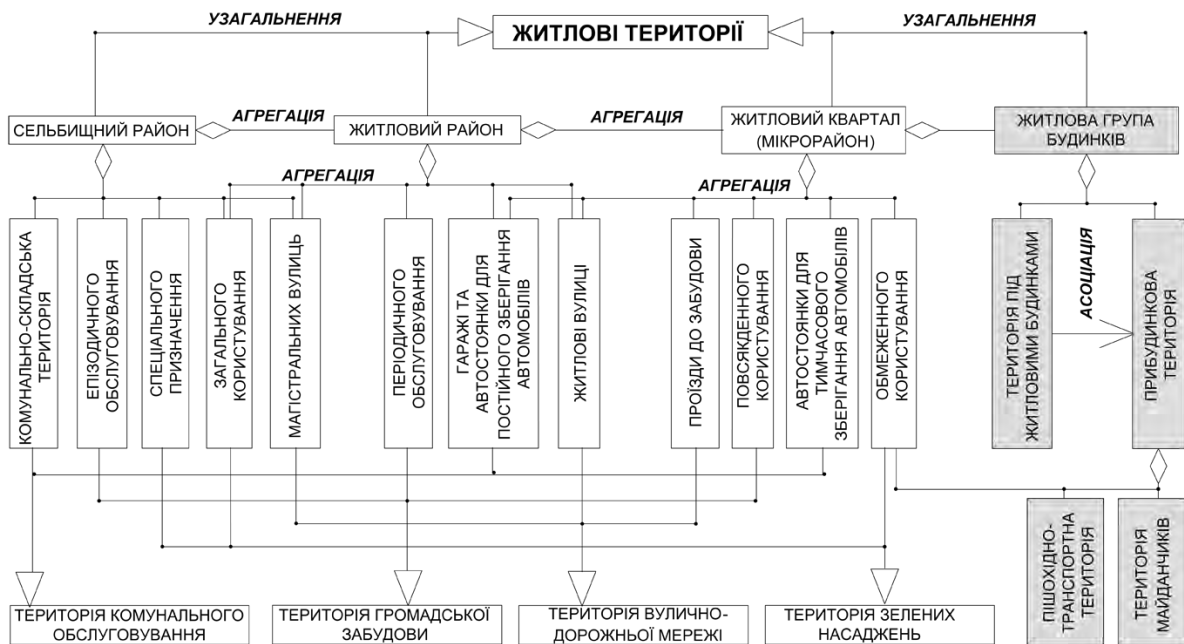 УЗАГАЛЬНЕННЯ
УЗАГАЛЬНЕННЯ
ЖИТЛОВІ ТЕРИТОРІЇ
СЕЛЬБИЩНИЙ РАЙОН
АГРЕГАЦІЯ
ЖИТЛОВИЙ РАЙОН
АГРЕГАЦІЯ
ЖИТЛОВИЙ КВАРТАЛ
(МІКРОРАЙОН)
ЖИТЛОВА ГРУПА
БУДИНКІВ
АГРЕГАЦІЯ
АГРЕГАЦІЯ
КОМУНАЛЬНО-СКЛАДСЬКА
ТЕРИТОРІЯ
ЕПІЗОДИЧНОГО
ОБСЛУГОВУВАННЯ
СПЕЦІАЛЬНОГО
ПРИЗНАЧЕННЯ
ЗАГАЛЬНОГО
КОРИСТУВАННЯ
МАГІСТРАЛЬНИХ ВУЛИЦЬ
ПЕРІОДИЧНОГО
ОБСЛУГОВУВАННЯ
ГАРАЖІ ТА
АВТОСТОЯНКИ ДЛЯ
ПОСТІЙНОГО ЗБЕРІГАННЯ
АВТОМОБІЛІВ
ЖИТЛОВІ ВУЛИЦІ
ПРОЇЗДИ ДО ЗАБУДОВИ
ПОВСЯКДЕННОГО
КОРИСТУВАННЯ
АВТОСТОЯНКИ ДЛЯ
ТИМЧАСОВОГО
ЗБЕРІГАННЯ АВТОМОБІЛІВ
ОБМЕЖЕННОГО
КОРИСТУВАННЯ
ТЕРИТОРІЯ ПІД
ЖИТЛОВИМИ БУДИНКАМИ
АСОЦІАЦІЯ
ПРИБУДИНКОВА
ТЕРИТОРІЯ
ПІШОХІДНО-
ТРАНСПОРТНА
ТЕРИТОРІЯ
ТЕРИТОРІЯ
МАЙДАНЧИКІВ
ТЕРИТОРІЯ КОМУНАЛЬНОГО
ОБСЛУГОВУВАННЯ
ТЕРИТОРІЯ ГРОМАДСЬКОЇ
ЗАБУДОВИ
ТЕРИТОРІЯ ВУЛИЧНО-
ДОРОЖНЬОЇ МЕРЕЖІ
ТЕРИТОРІЯ ЗЕЛЕНИХ
НАСАДЖЕНЬ